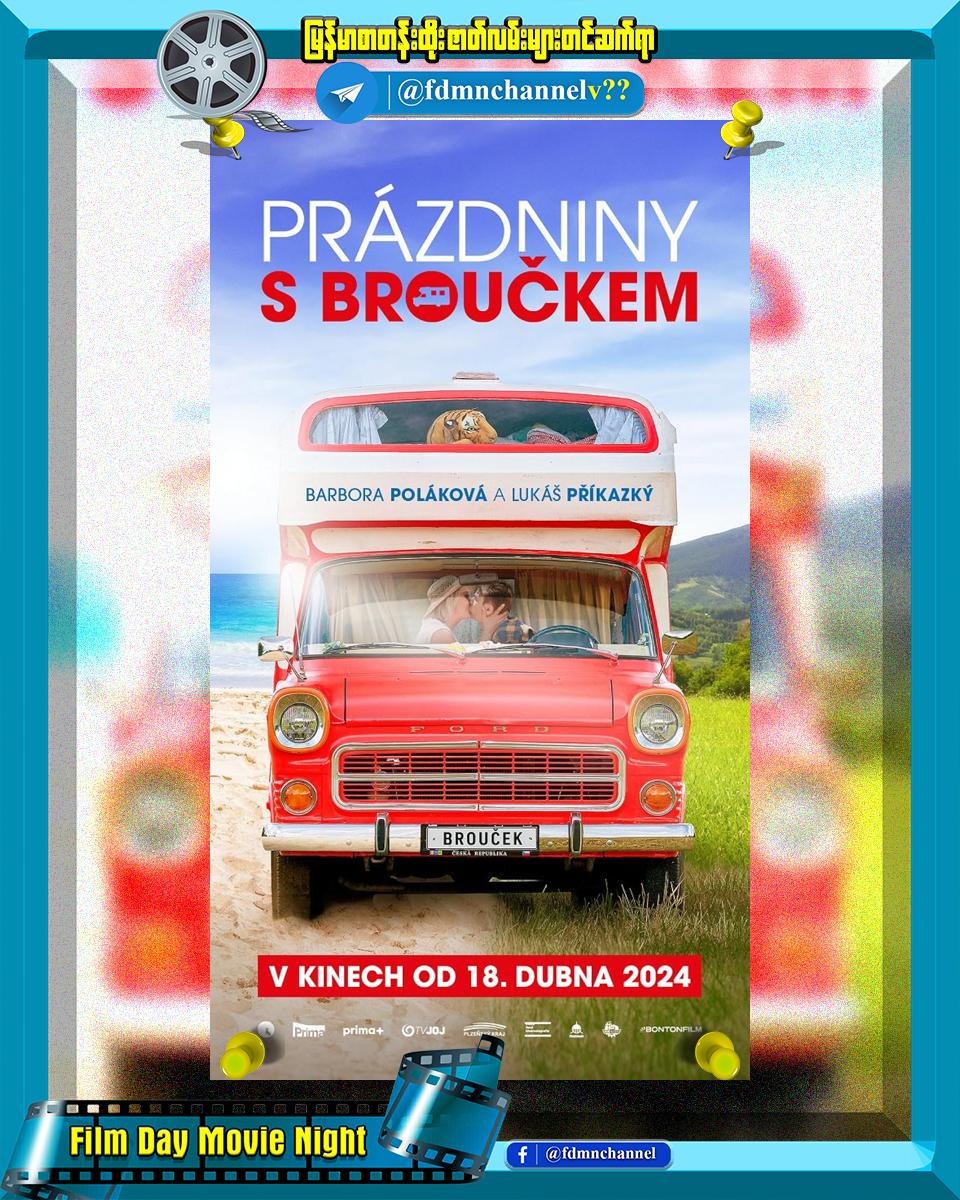 မြန်မာစာတန်းထိုးဇာတ်လမ်းများတင်ဆက်ရာ
@fdmnchannelv??
PRÁZDNINY
S BROUČKEM
BARBORA POLÁKOVÁ A LUKÁŠ PŘÍKAZKÝ
FORD
BROUČEK
ČESKÁ REPUBLIKA
V KINECH OD 18. DUBNA 2024
Prima prima+ TVJOJ PLZEŇSKÝ KRAJ BONTONFILM
Film Day Movie Night
@fdmnchannel